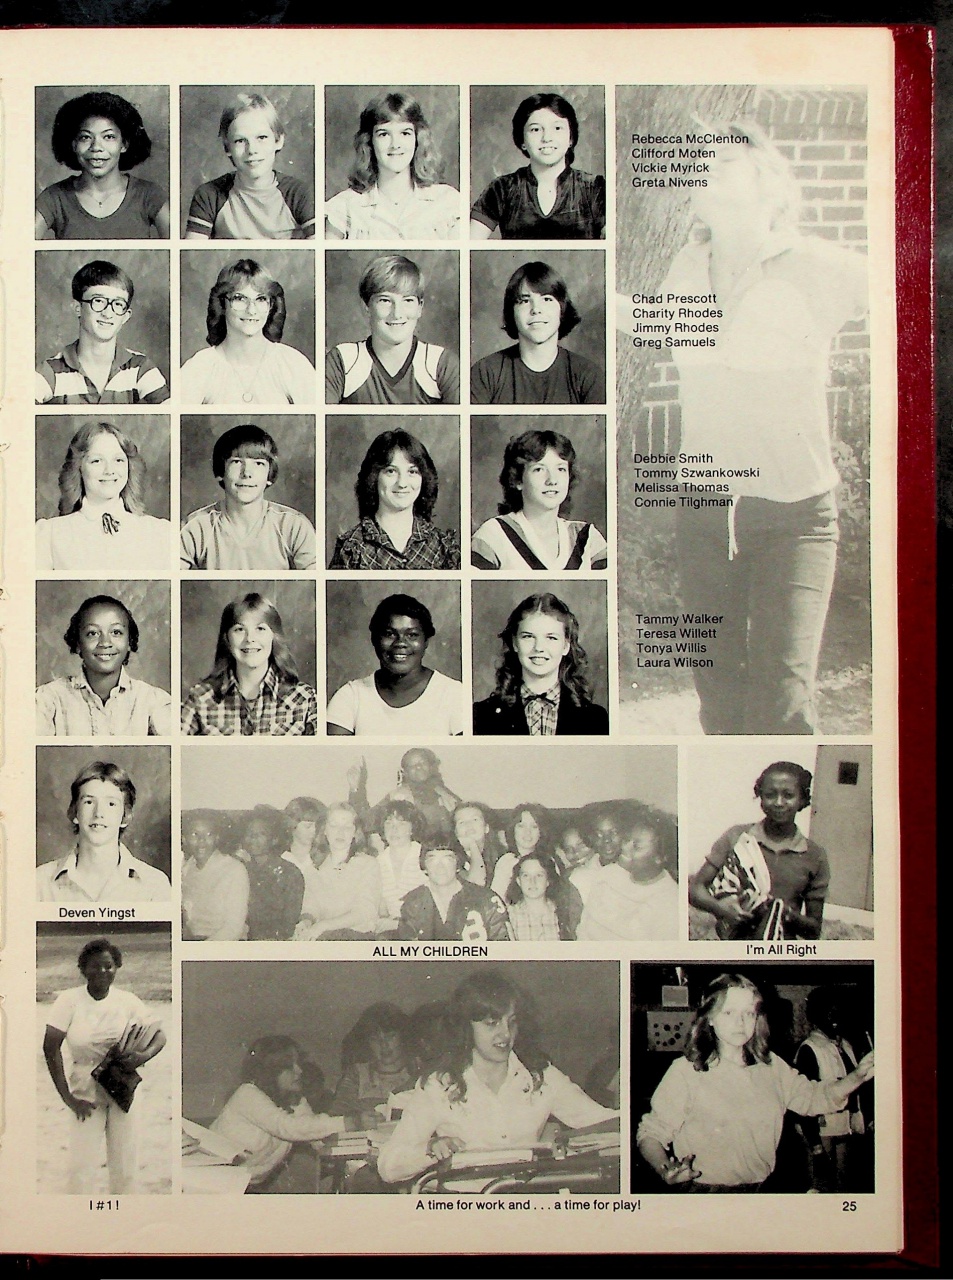 Rebecca McClenton
Clifford Moten
Vickie Myrick
Greta Nivens
Chad Prescott
Charity Rhodes
Jimmy Rhodes
Greg Samuels
Debbie Smith
Tommy Szwankowski
Melissa Thomas
Connie Tilghman
Tammy Walker
Teresa Willett
Tonya Willis
Laura Wilson
Deven Yingst
ALL MY CHILDREN
I'm All Right
I #1!
A time for work and . . . a time for play!
25